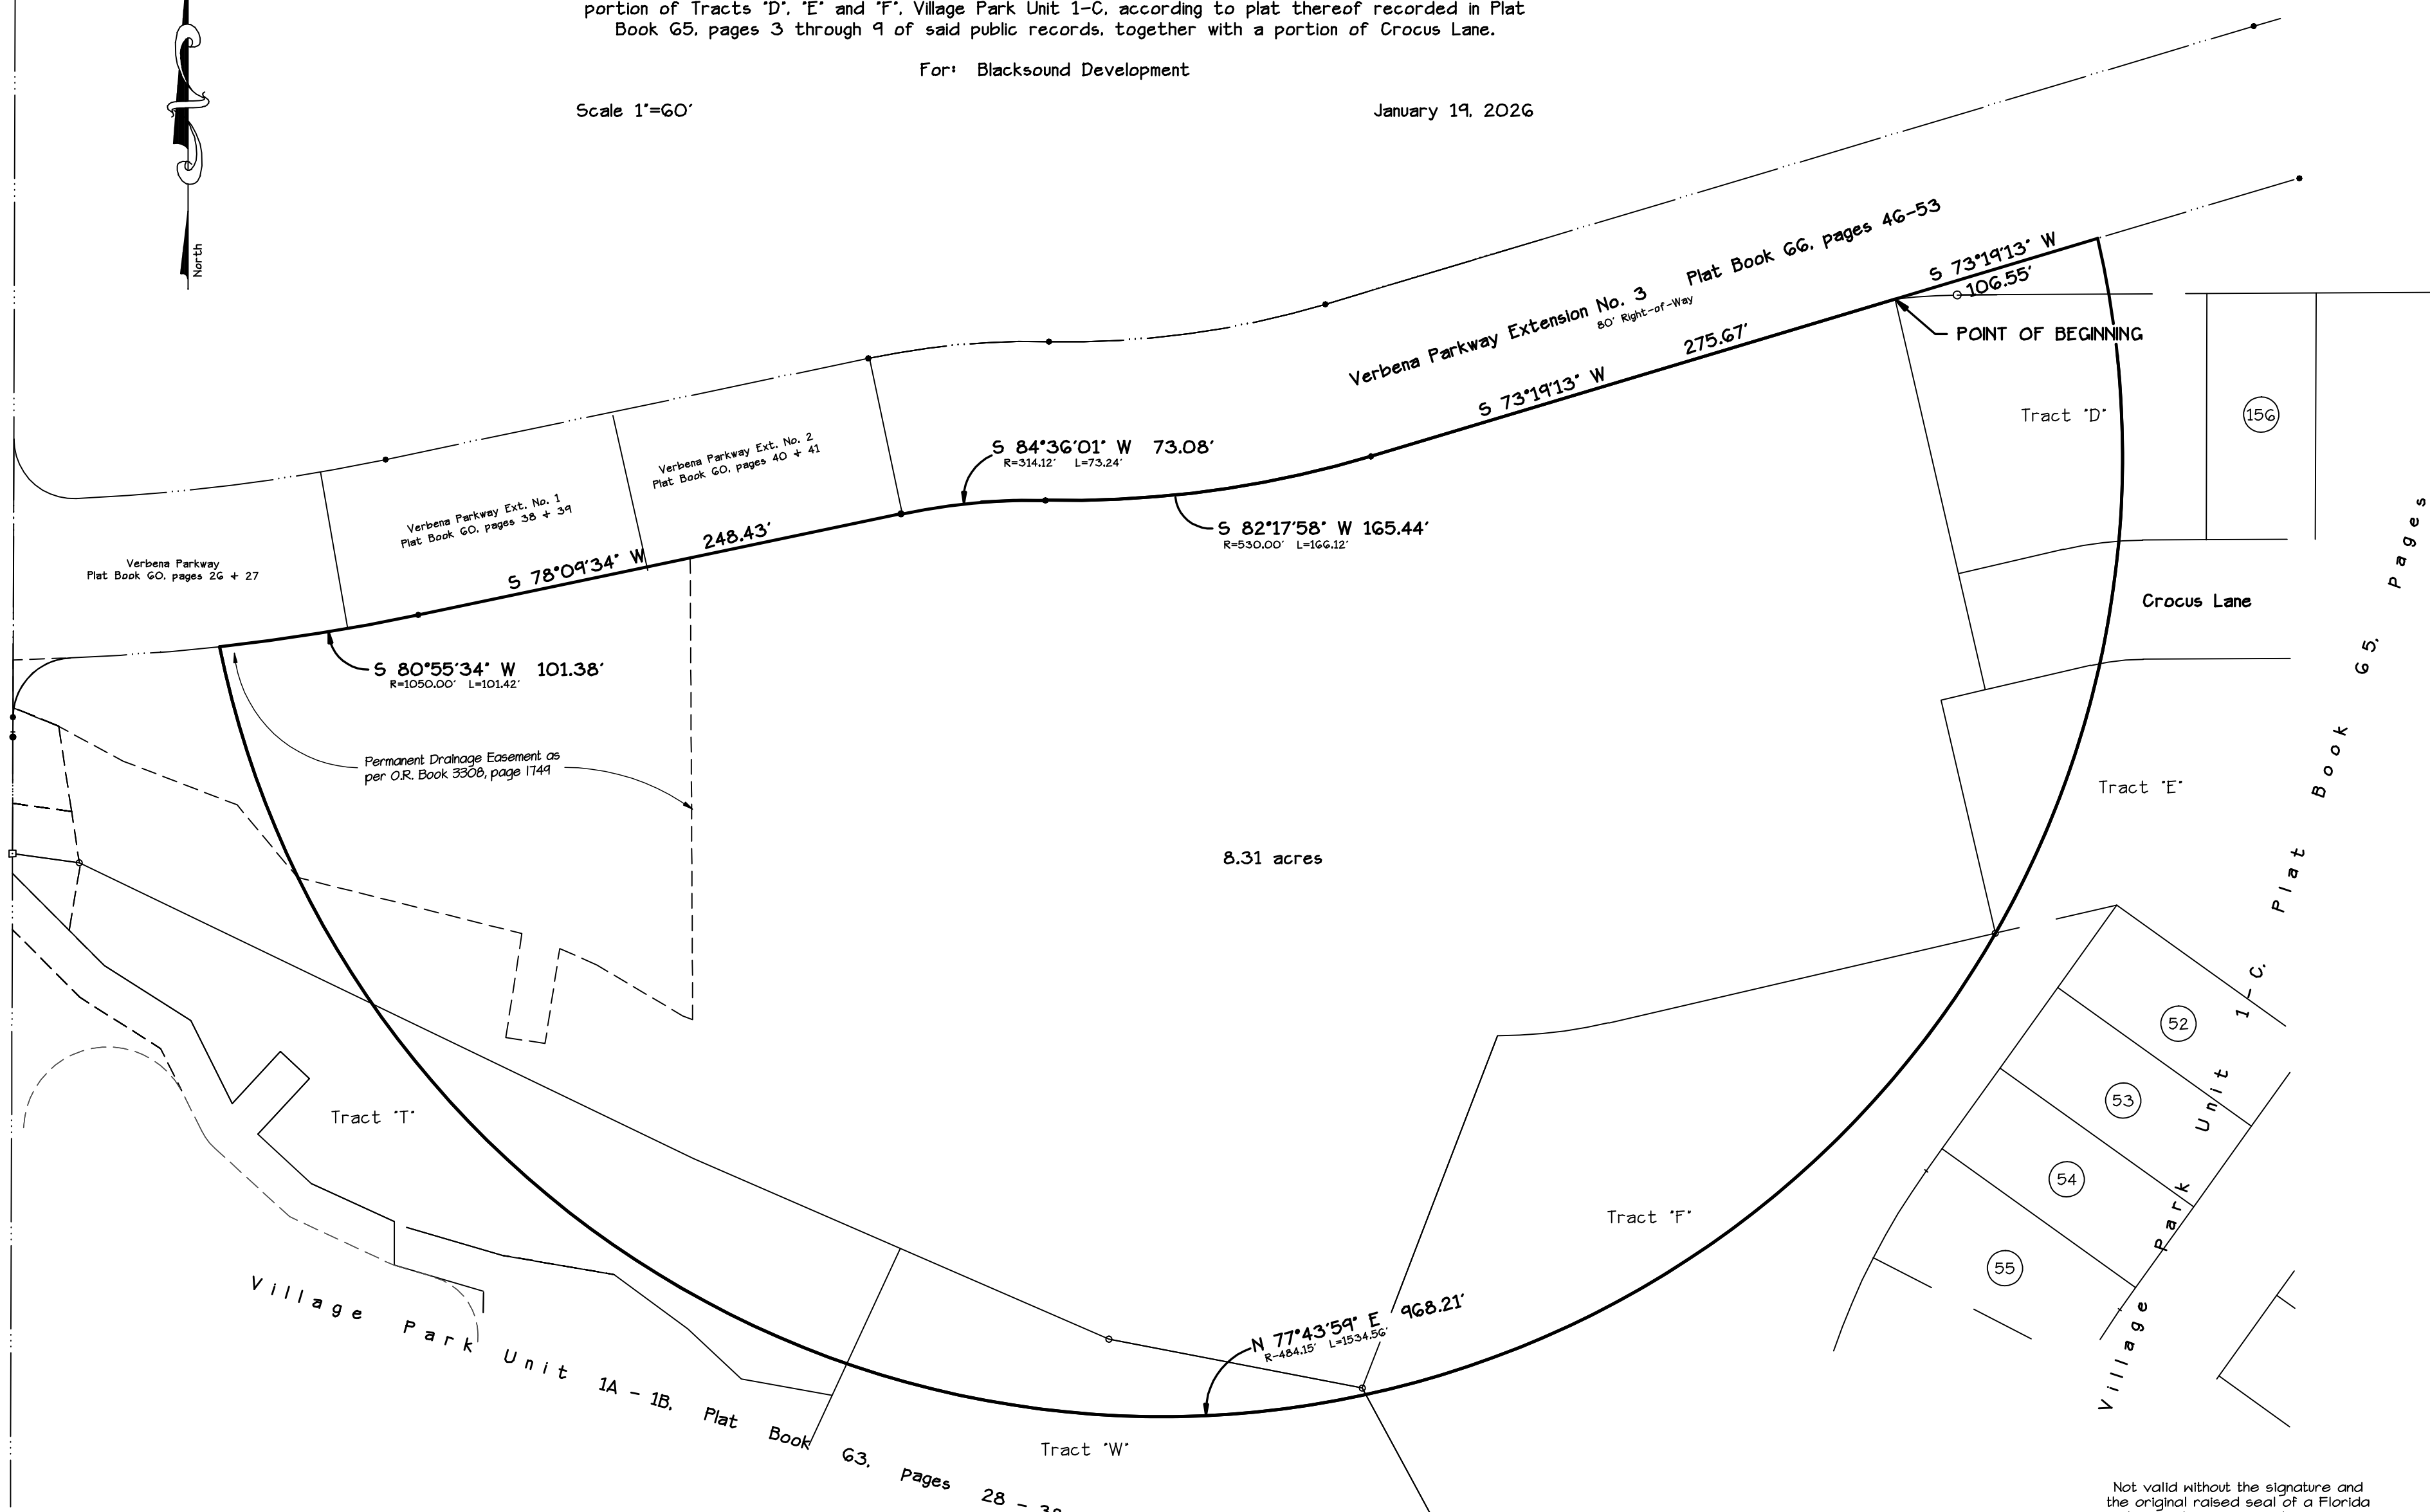 portion of Tracts "D", "E" and "F", Village Park Unit 1-C, according to plat thereof recorded in Plat
Book 65, pages 3 through 9 of said public records, together with a portion of Crocus Lane.
For: Blacksound Development
Scale 1"=60'
January 19, 2026
North
Verbena Parkway Extension No. 3
Plat Book 66, pages 46-53
80' Right-of-Way
S 73°19'13" W
106.55'
POINT OF BEGINNING
275.67'
S 73°19'13" W
Tract "D"
156
S 84°36'01" W 73.08'
R=314.12' L=73.24'
Verbena Parkway Ext. No. 2
Plat Book 60, pages 40 + 41
Verbena Parkway Ext. No. 1
Plat Book 60, pages 38 + 39
S 82°17'58" W 165.44'
R=530.00' L=166.12'
248.43'
S 78°09'34" W
Verbena Parkway
Plat Book 60, pages 26 + 27
Crocus Lane
S 80°55'34" W 101.38'
R=1050.00' L=101.42'
Permanent Drainage Easement as
per O.R. Book 3308, page 1749
Tract "E"
8.31 acres
52
53
54
55
Village Park Unit 1-C, Plat Book 65, Pages
Tract "T"
Tract "F"
N 77°43'59" E 968.21'
R-484.15' L=1534.56'
Village Park Unit 1A - 1B, Plat Book 63, Pages 28 -
Tract "W"
Not valid without the signature and
the original raised seal of a Florida